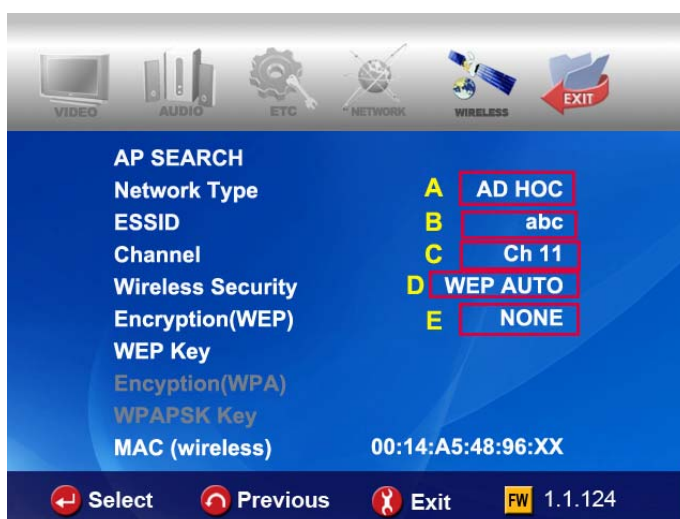 VIDEO AUDIO ETC NETWORK WIRELESS EXIT
AP SEARCH
Network Type A AD HOC
ESSID B abc
Channel C Ch 11
Wireless Security D WEP AUTO
Encryption(WEP) E NONE
WEP Key
Encyption(WPA)
WPAPSK Key
MAC (wireless) 00:14:A5:48:96:XX
Select Previous Exit FW 1.1.124